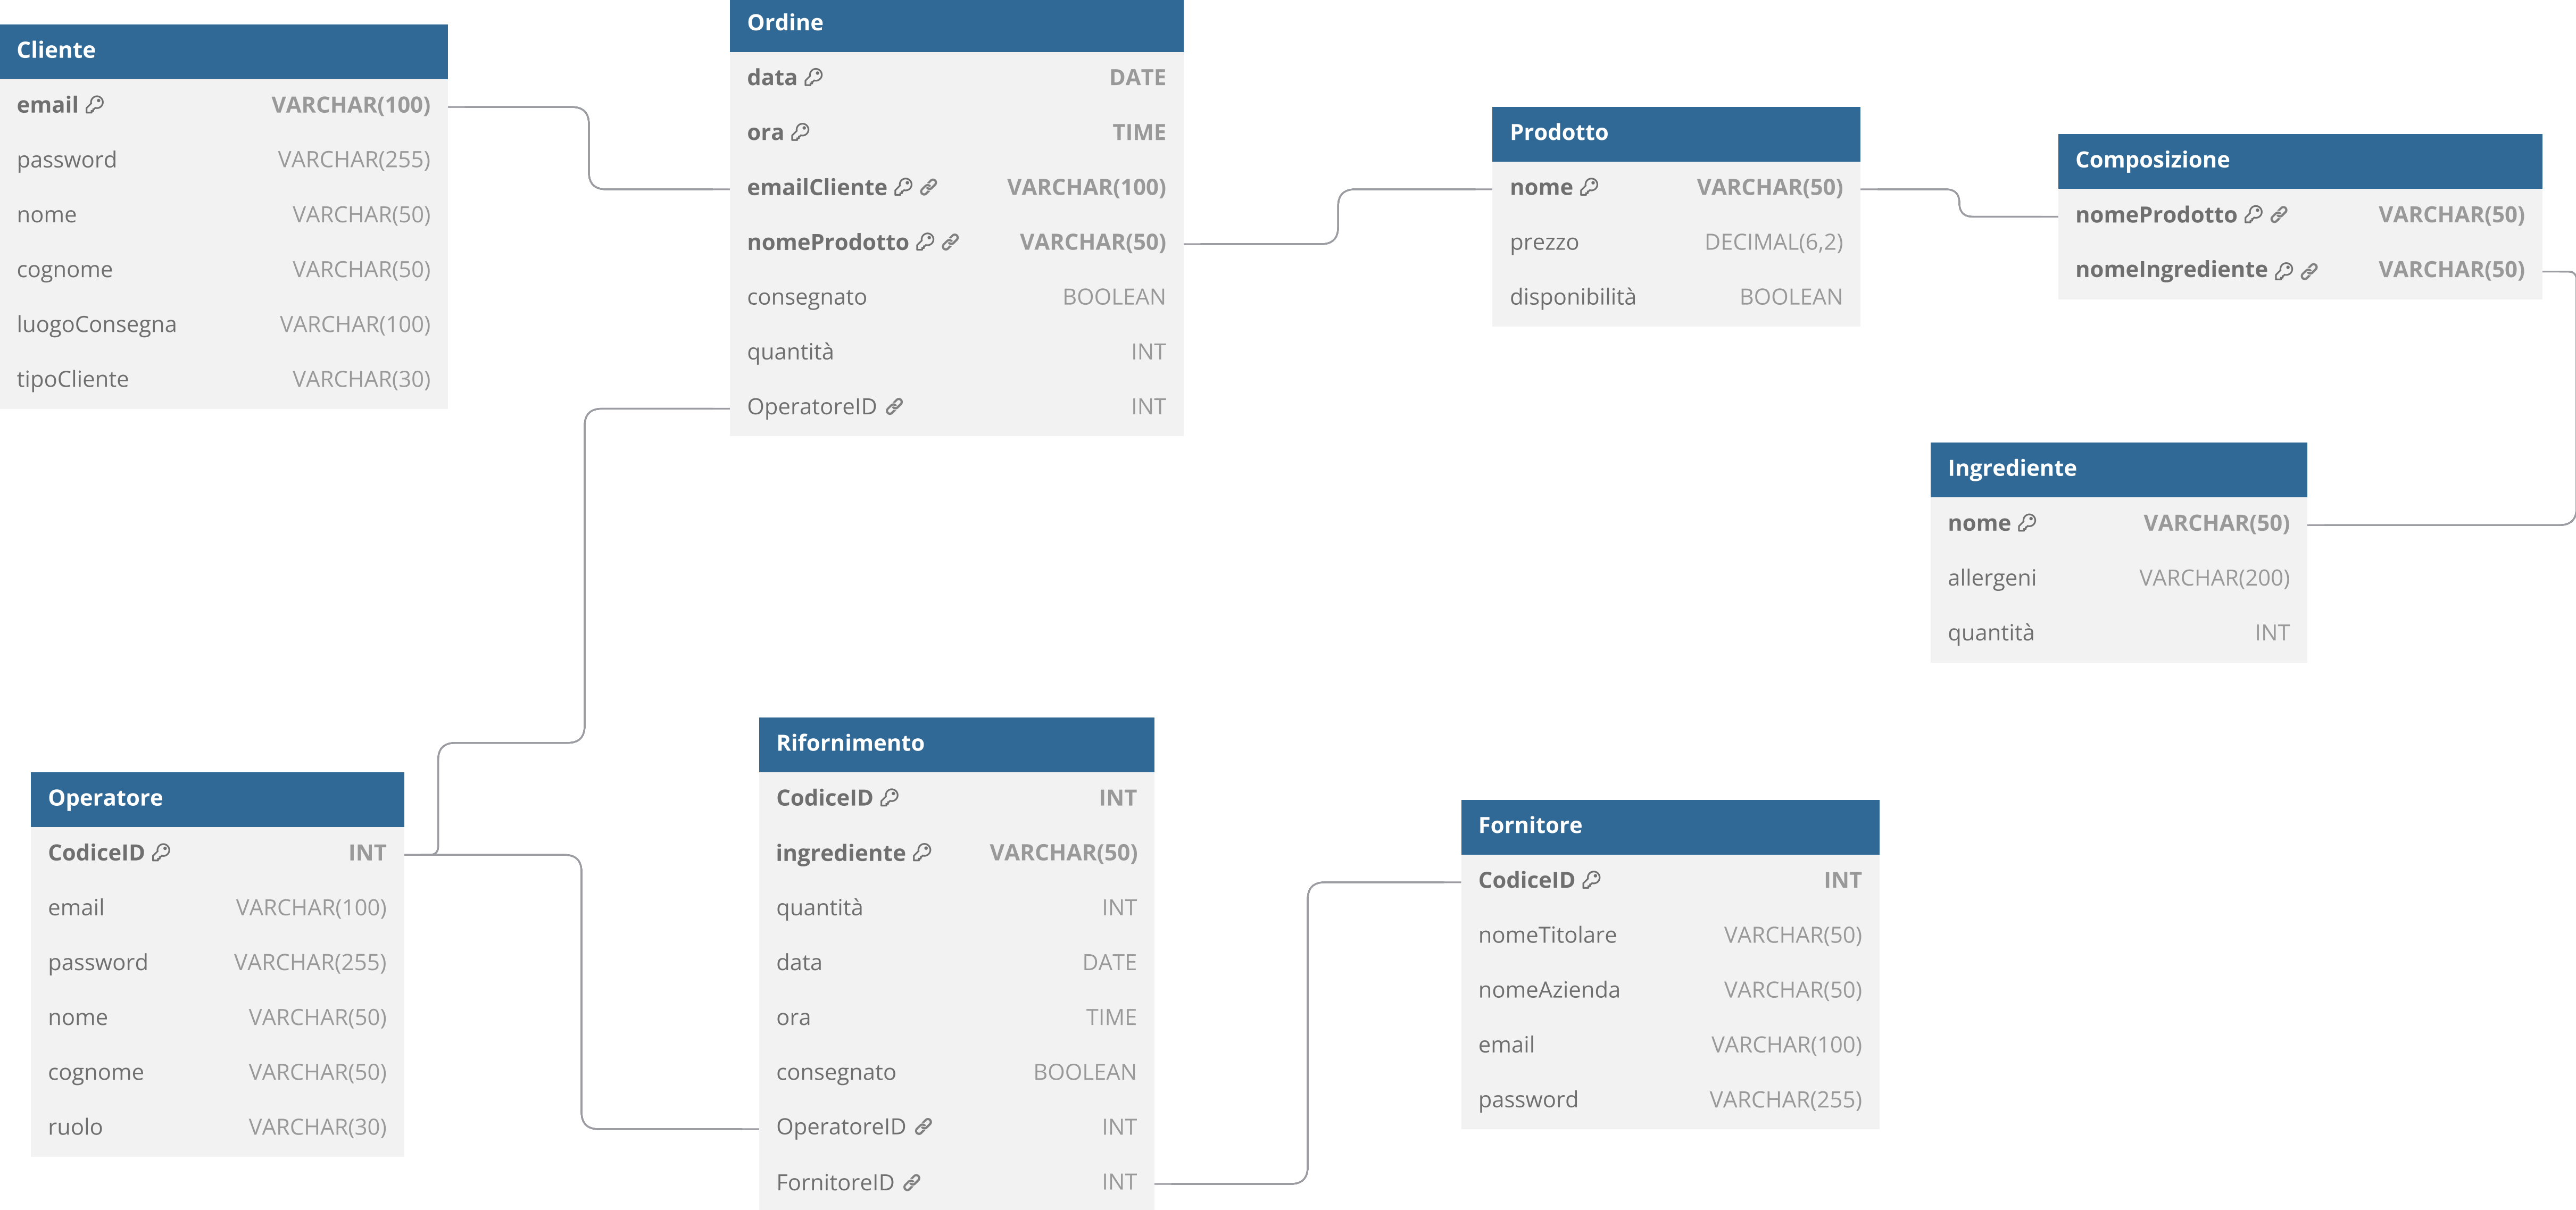 Cliente
email VARCHAR(100)
password VARCHAR(255)
nome VARCHAR(50)
cognome VARCHAR(50)
luogoConsegna VARCHAR(100)
tipoCliente VARCHAR(30)
Ordine
data DATE
ora TIME
emailCliente VARCHAR(100)
nomeProdotto VARCHAR(50)
consegnato BOOLEAN
quantità INT
OperatoreID INT
Prodotto
nome VARCHAR(50)
prezzo DECIMAL(6,2)
disponibilità BOOLEAN
Composizione
nomeProdotto VARCHAR(50)
nomeIngrediente VARCHAR(50)
Ingrediente
nome VARCHAR(50)
allergeni VARCHAR(200)
quantità INT
Operatore
CodiceID INT
email VARCHAR(100)
password VARCHAR(255)
nome VARCHAR(50)
cognome VARCHAR(50)
ruolo VARCHAR(30)
Rifornimento
CodiceID INT
ingrediente VARCHAR(50)
quantità INT
data DATE
ora TIME
consegnato BOOLEAN
OperatoreID INT
FornitoreID INT
Fornitore
CodiceID INT
nomeTitolare VARCHAR(50)
nomeAzienda VARCHAR(50)
email VARCHAR(100)
password VARCHAR(255)